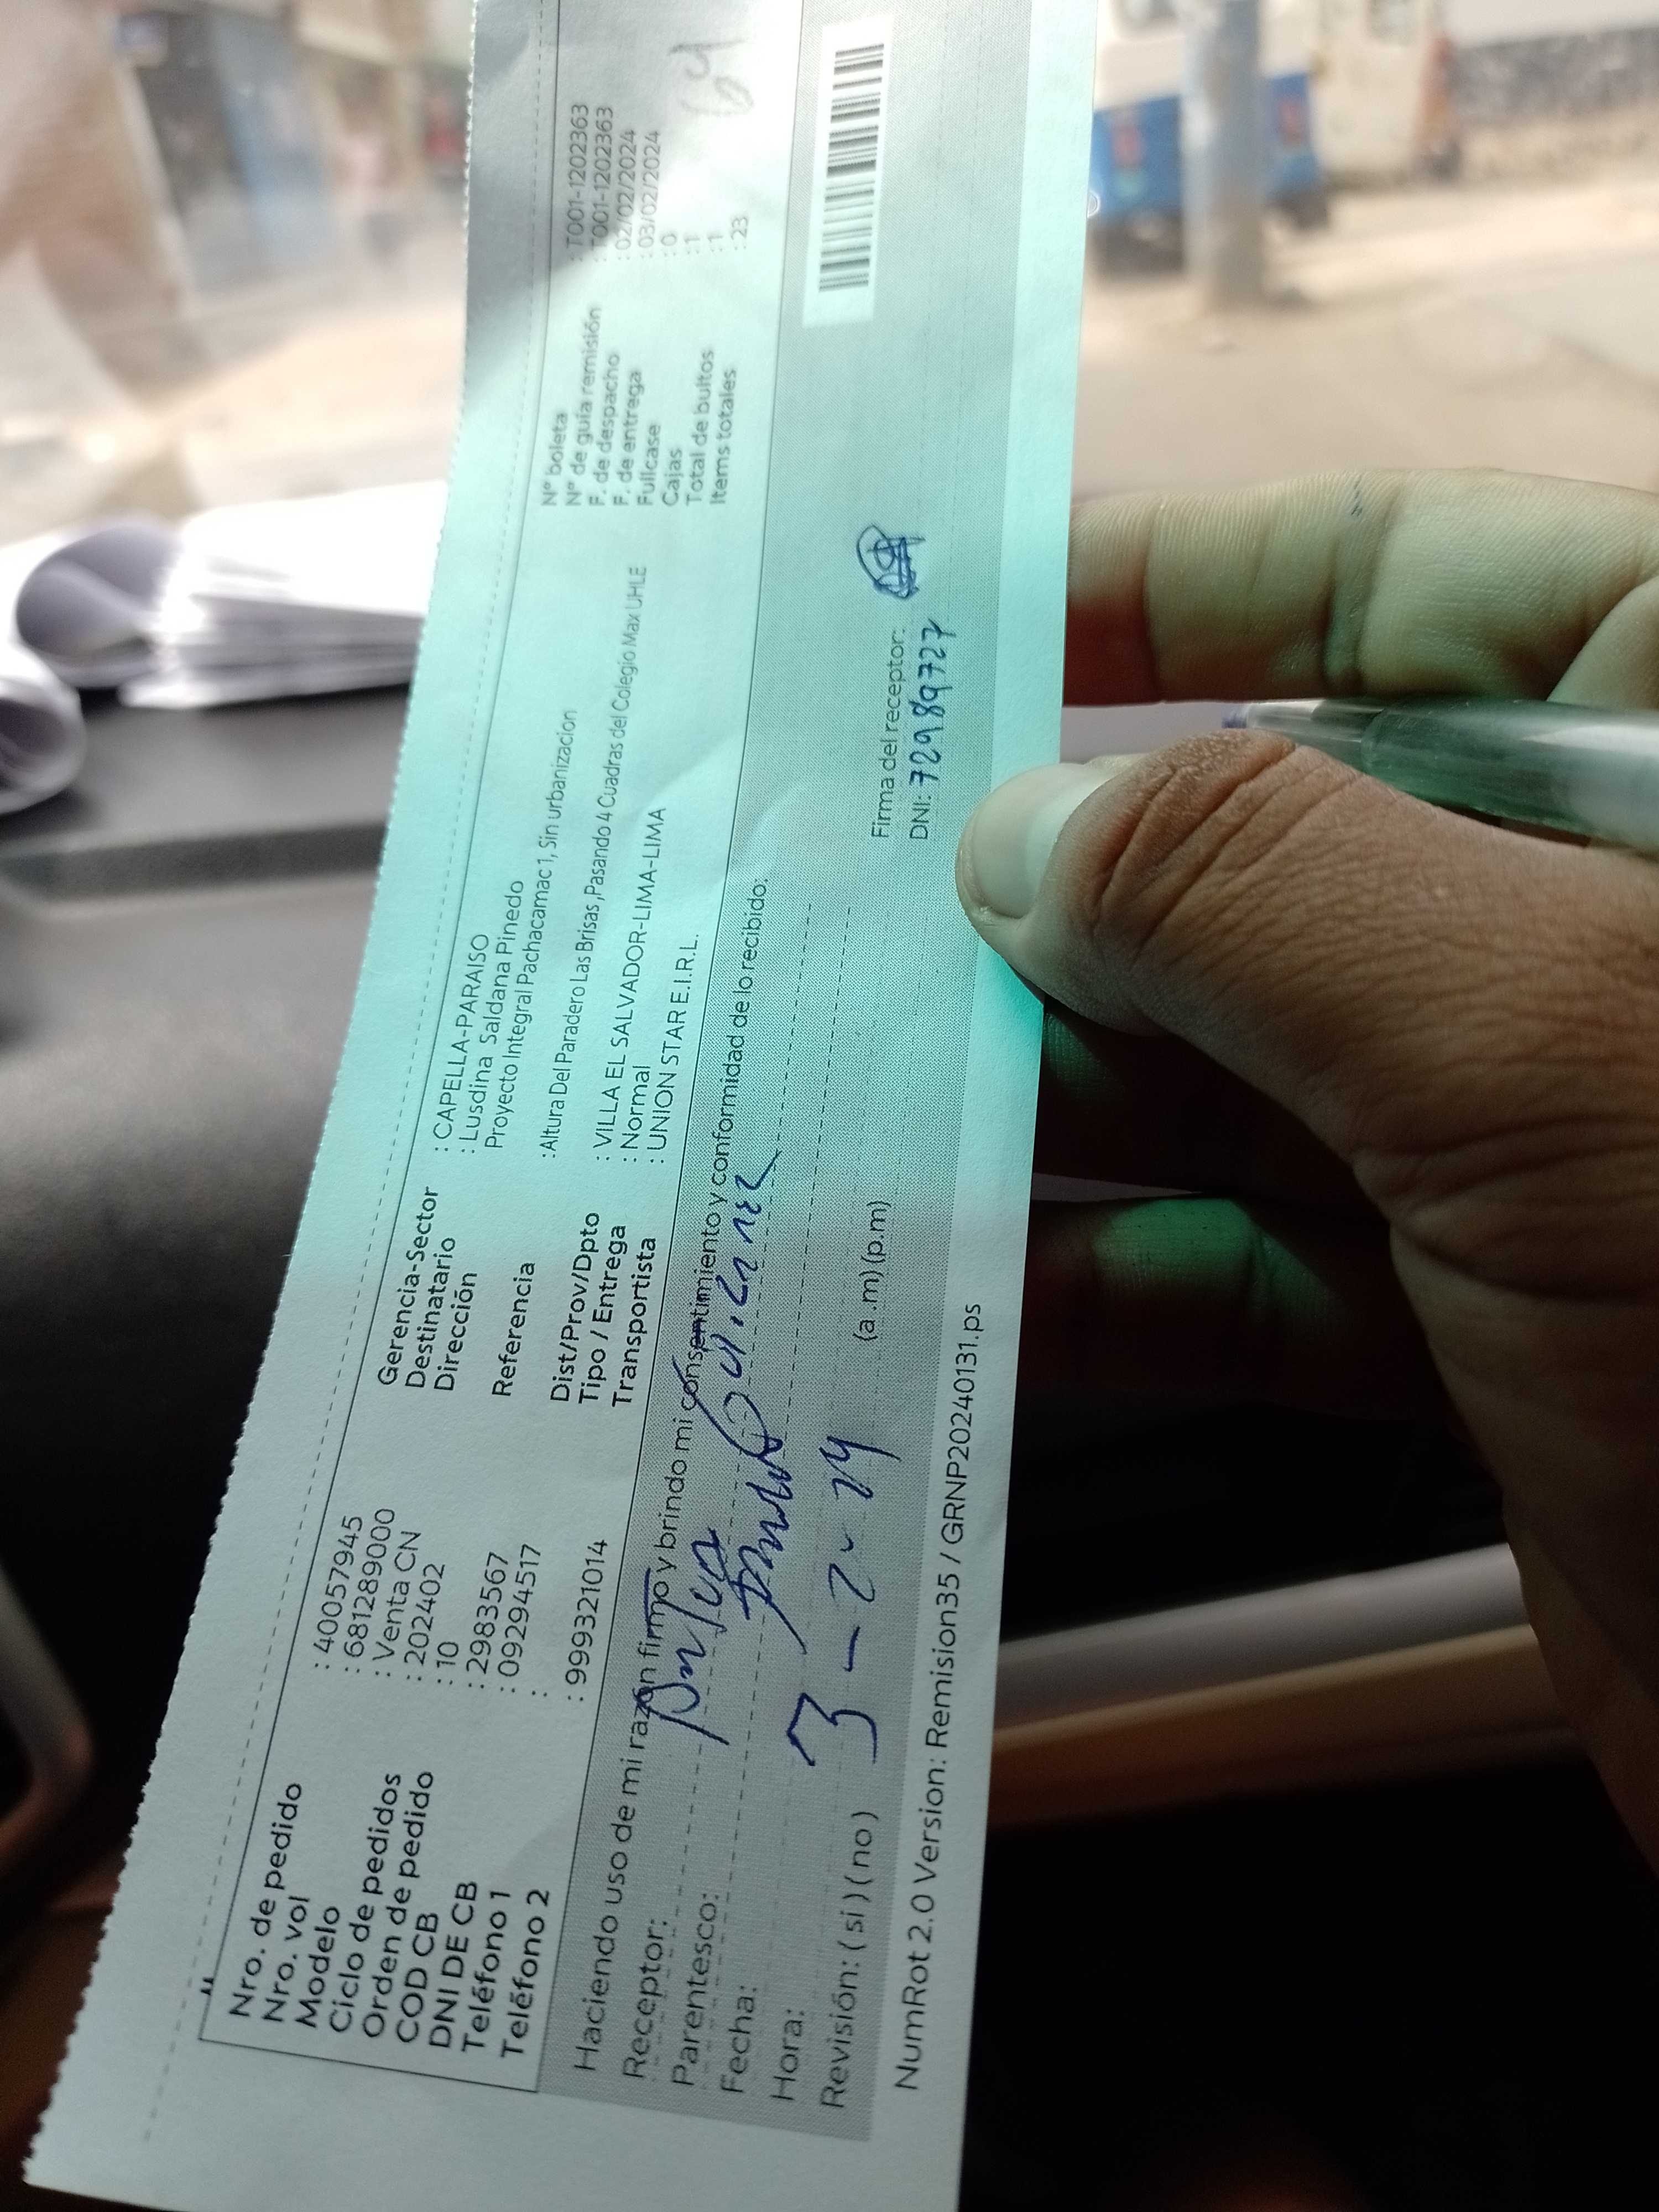 Nro. de pedido : 400579455
Nro. vol : 681289000
Modelo : Venta CN
Ciclo de pedidos : 202402
Orden de pedido : 10
COD CB : 2983567
DNI DE CB : 09294517
Teléfono 1 :
Teléfono 2 : 999321014
Gerencia-Sector : CAPELLA-PARAISO
Destinatario : Lusdina Saldana Pinedo
Dirección Proyecto Integral Pachacamac 1, Sin urbanizacion
Referencia :Altura Del Paradero Las Brisas ,Pasando 4 Cuadras del Colegio Max UHLE
Dist/Prov/Dpto : VILLA EL SALVADOR-LIMA-LIMA
Tipo / Entrega : Normal
Transportista : UNION STAR E.I.R.L.
N° boleta : T001-1202363
N° de guía remisión : T001-1202363
F. de despacho : 02/02/2024
F. de entrega : 03/02/2024
Fullcase : 0
Cajas : 1
Total de bultos : 1
Items totales : 23
64
Haciendo uso de mi razón firmo y brindo mi consentimiento y conformidad de lo recibido:
Receptor:
Parentesco:
Fecha: 3-2-24
Hora: (a .m) (p.m)
Revisión: ( si ) ( no )
Firma del receptor:
DNI: 72989727
NumRot 2.0 Version: Remision35 / GRNP20240131.ps